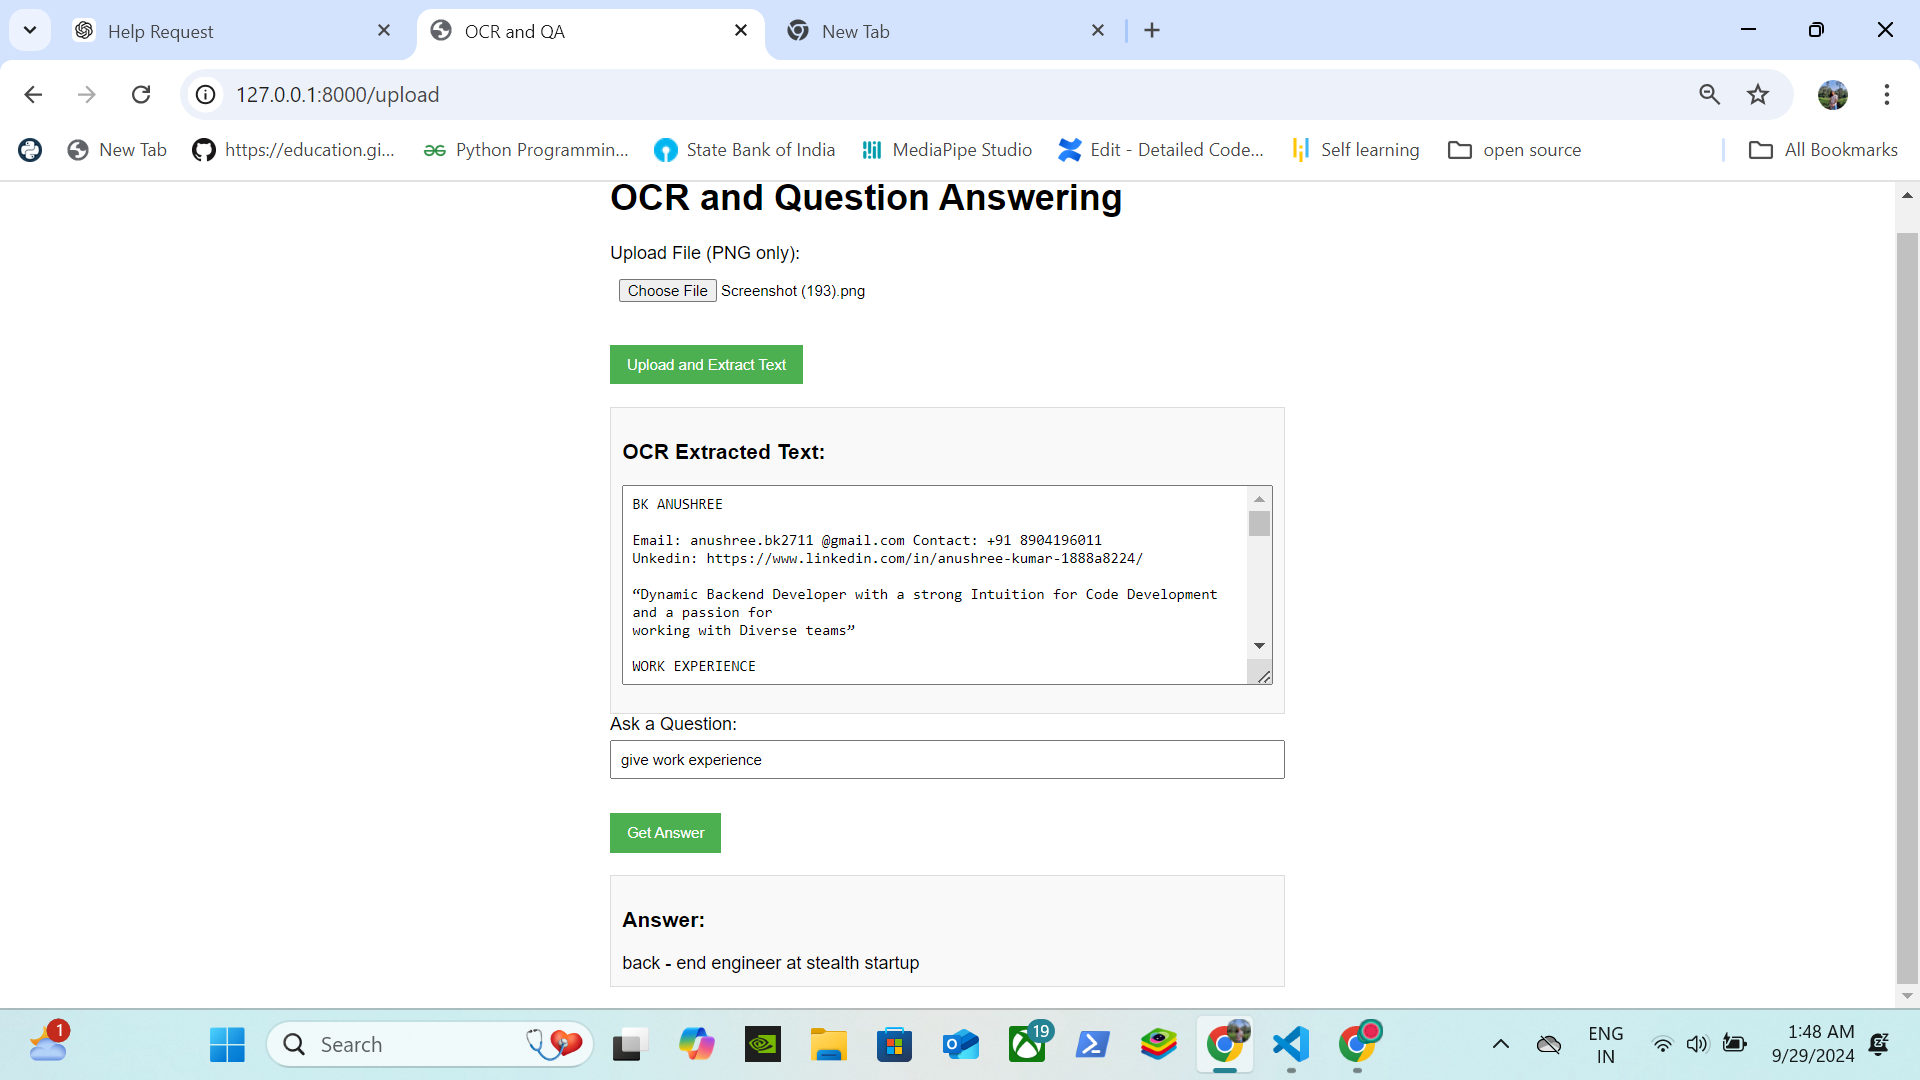 Help Request
OCR and QA
New Tab
127.0.0.1:8000/upload
New Tab
https://education.gi...
Python Programmin...
State Bank of India
MediaPipe Studio
Edit - Detailed Code...
Self learning
open source
All Bookmarks
OCR and Question Answering
Upload File (PNG only):
Choose File Screenshot (193).png
Upload and Extract Text
OCR Extracted Text:
BK ANUSHREE
Email: anushree.bk2711 @gmail.com Contact: +91 8904196011
Unkedin: https://www.linkedin.com/in/anushree-kumar-1888a8224/
“Dynamic Backend Developer with a strong Intuition for Code Development
and a passion for
working with Diverse teams”
WORK EXPERIENCE
Ask a Question:
give work experience
Get Answer
Answer:
back - end engineer at stealth startup
1
Search
19
ENG
IN
1:48 AM
9/29/2024